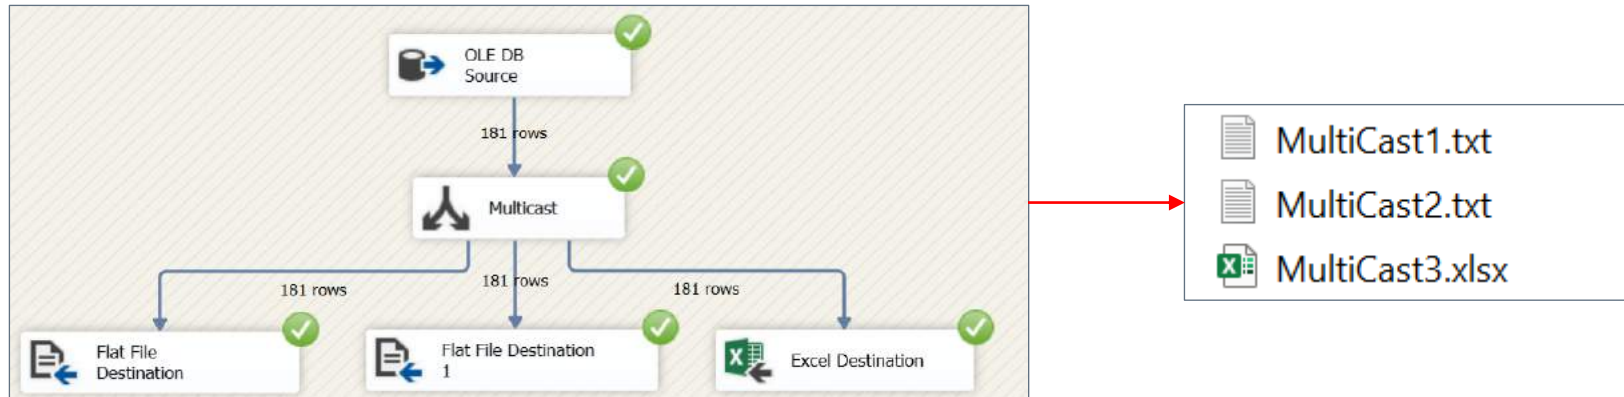 OLE DB
Source
181 rows
Multicast
181 rows
181 rows
181 rows
Flat File
Destination
Flat File Destination
1
Excel Destination
MultiCast1.txt
MultiCast2.txt
MultiCast3.xlsx